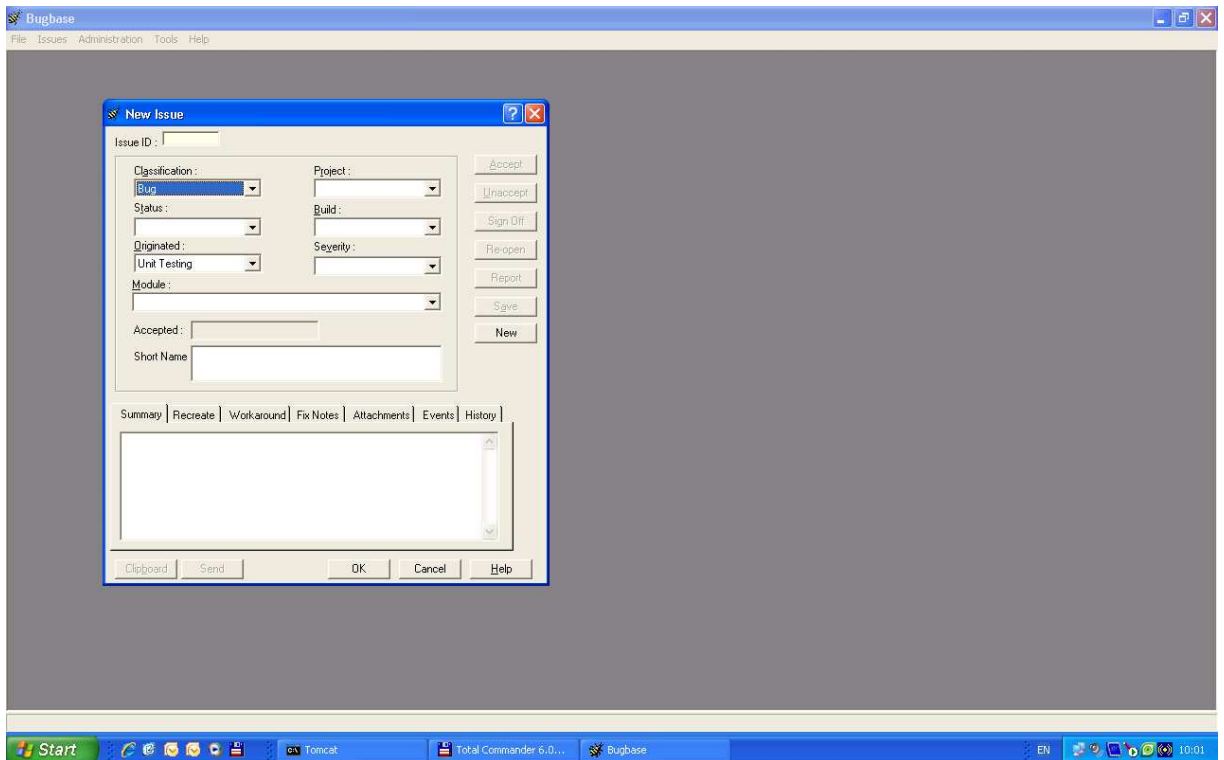 Bugbase
File Issues Administration Tools Help
New Issue
Issue ID :
Classification : Project :
Bug
Status : Build :
Originated : Severity :
Unit Testing
Module :
Accepted :
Short Name
Accept
Unaccept
Sign Off
Re-open
Report
Save
New
Summary Recreate Workaround Fix Notes Attachments Events History
Clipboard Send OK Cancel Help
Start Tomcat Total Commander 6.0... Bugbase EN 10:01